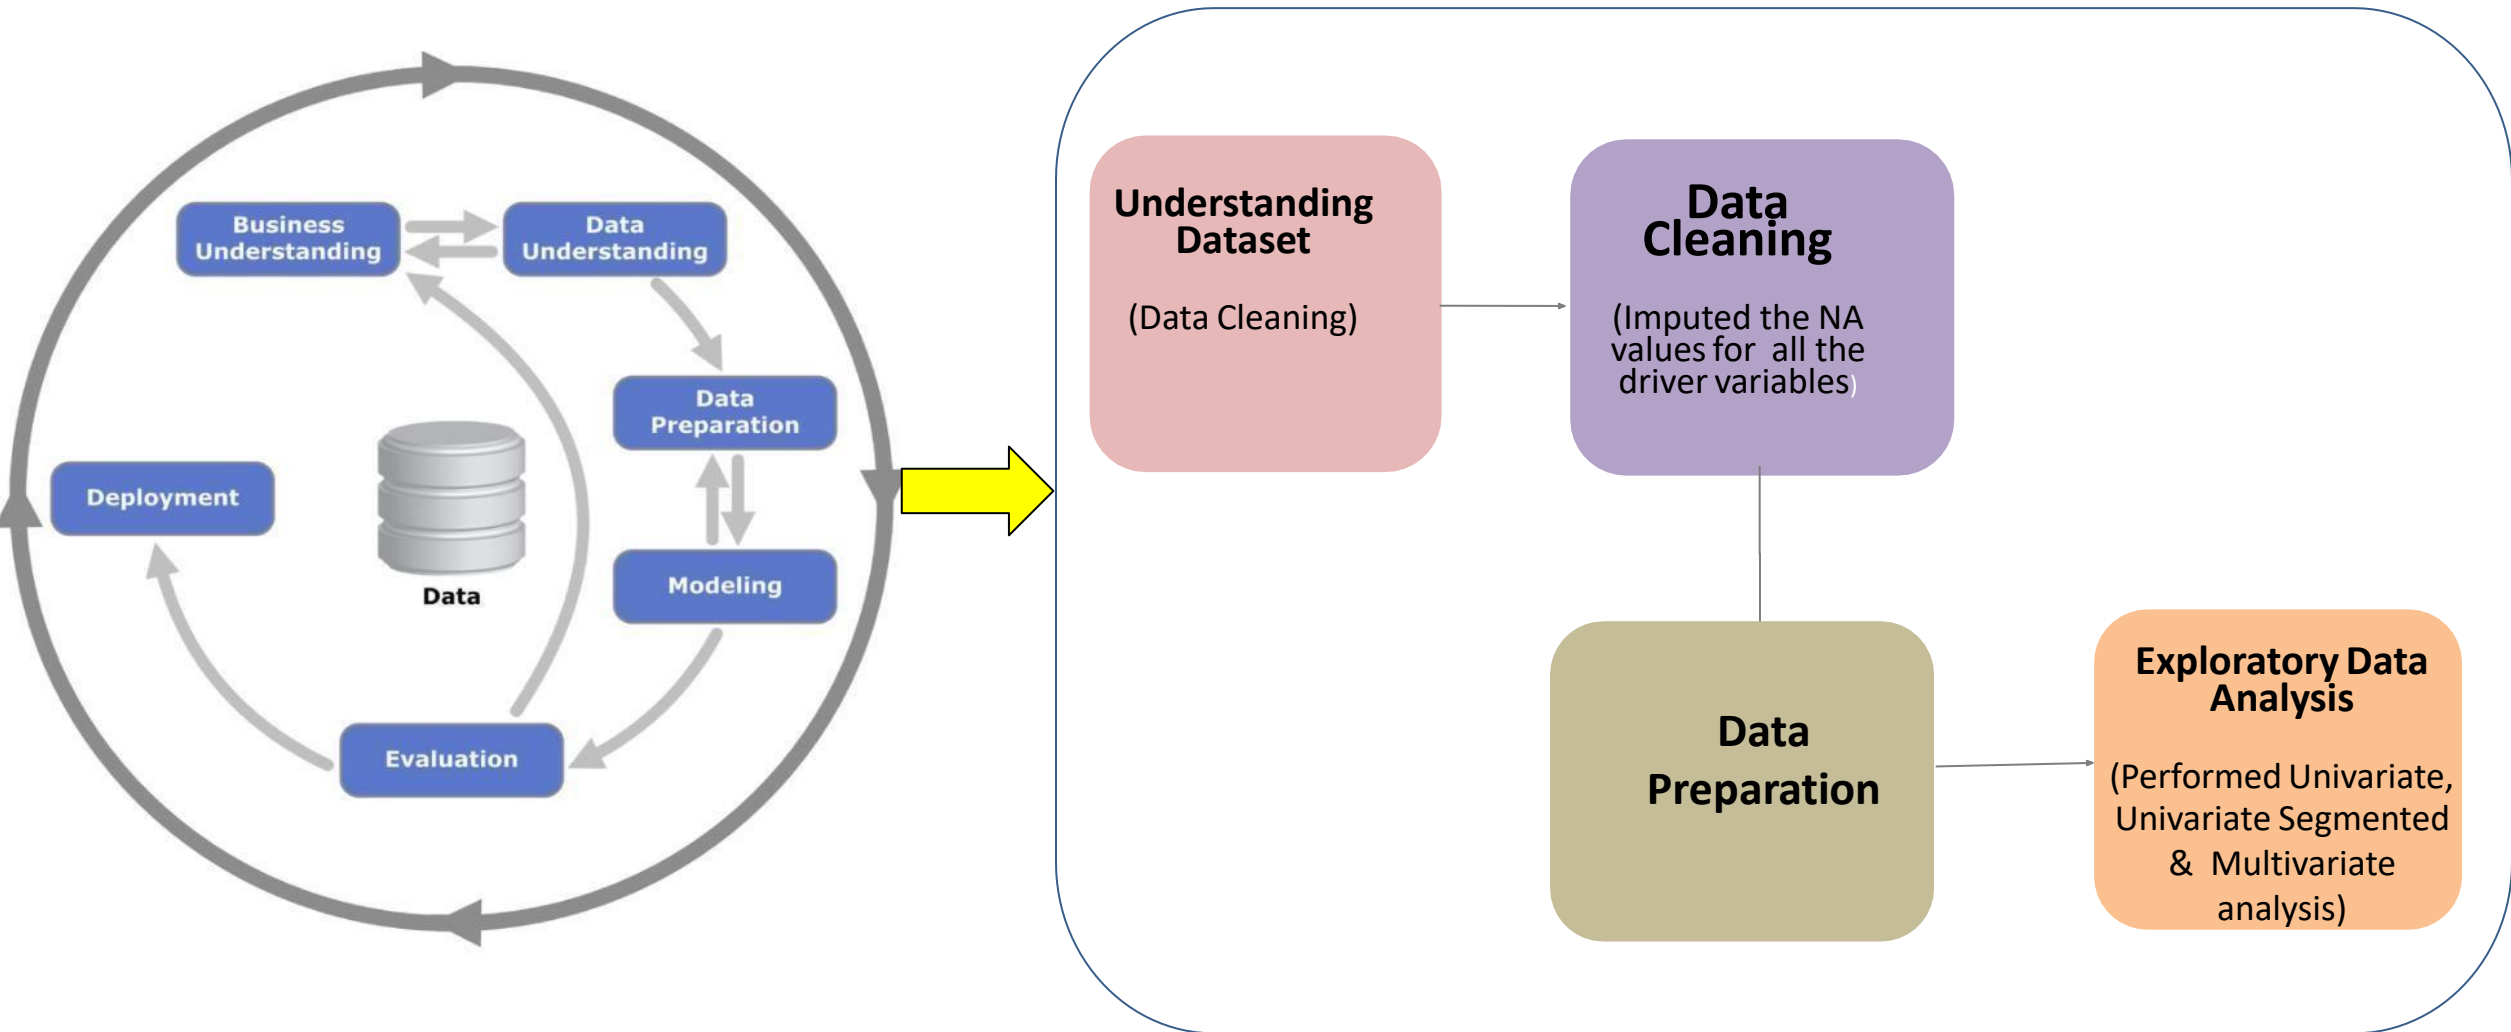 Business
Understanding
Data
Understanding
Data
Preparation
Deployment
Data
Modeling
Evaluation
Understanding
Dataset
(Data Cleaning)
Data
Cleaning
(Imputed the NA
values for all the
driver variables)
Data
Preparation
Exploratory Data
Analysis
(Performed Univariate,
Univariate Segmented
& Multivariate
analysis)